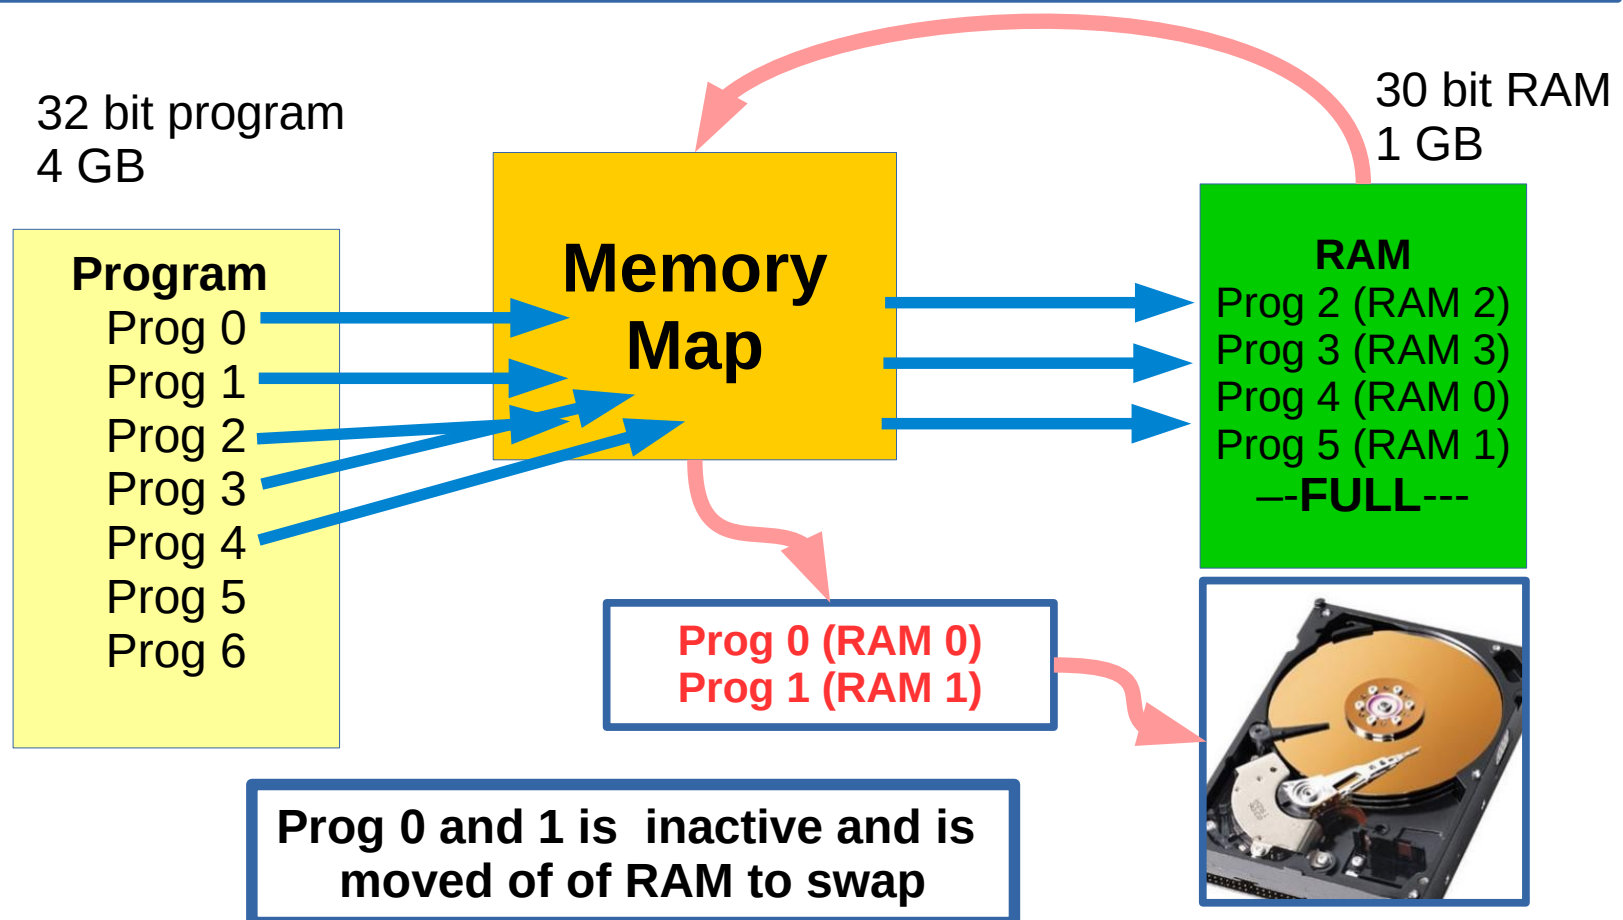 32 bit program
4 GB
Program
Prog 0
Prog 1
Prog 2
Prog 3
Prog 4
Prog 5
Prog 6
Memory
Map
30 bit RAM
1 GB
RAM
Prog 2 (RAM 2)
Prog 3 (RAM 3)
Prog 4 (RAM 0)
Prog 5 (RAM 1)
–-FULL---
Prog 0 (RAM 0)
Prog 1 (RAM 1)
Prog 0 and 1 is  inactive and is
moved of of RAM to swap